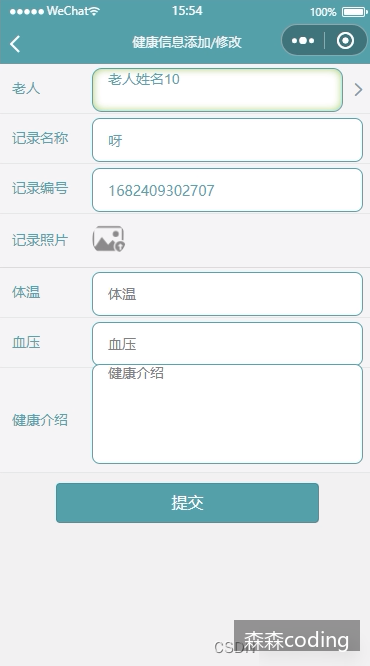 WeChat 15:54 100%
健康信息添加/修改
老人 老人姓名10
记录名称 呀
记录编号 1682409302707
记录照片
体温 体温
血压 血压
健康介绍
健康介绍
提交
CSDN 森森coding